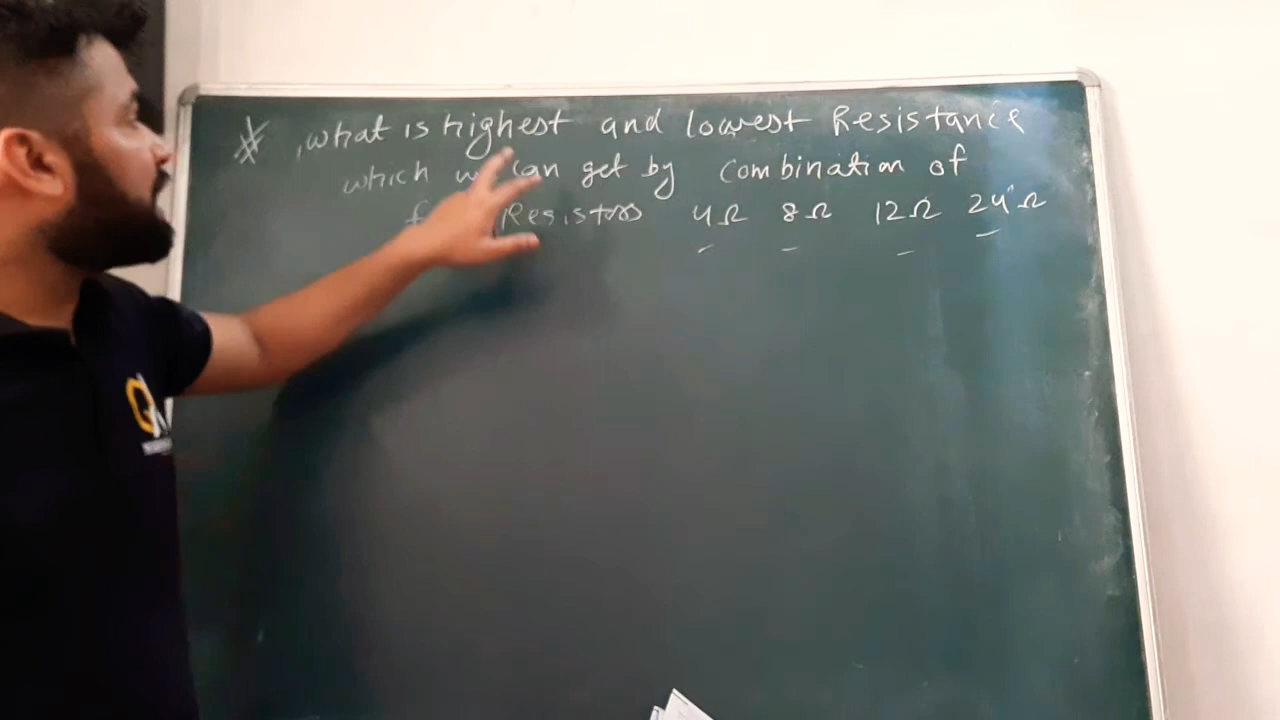 * what is highest and lowest Resistance
which can get by combination of
Resistors 4Ω 8Ω 12Ω 24Ω